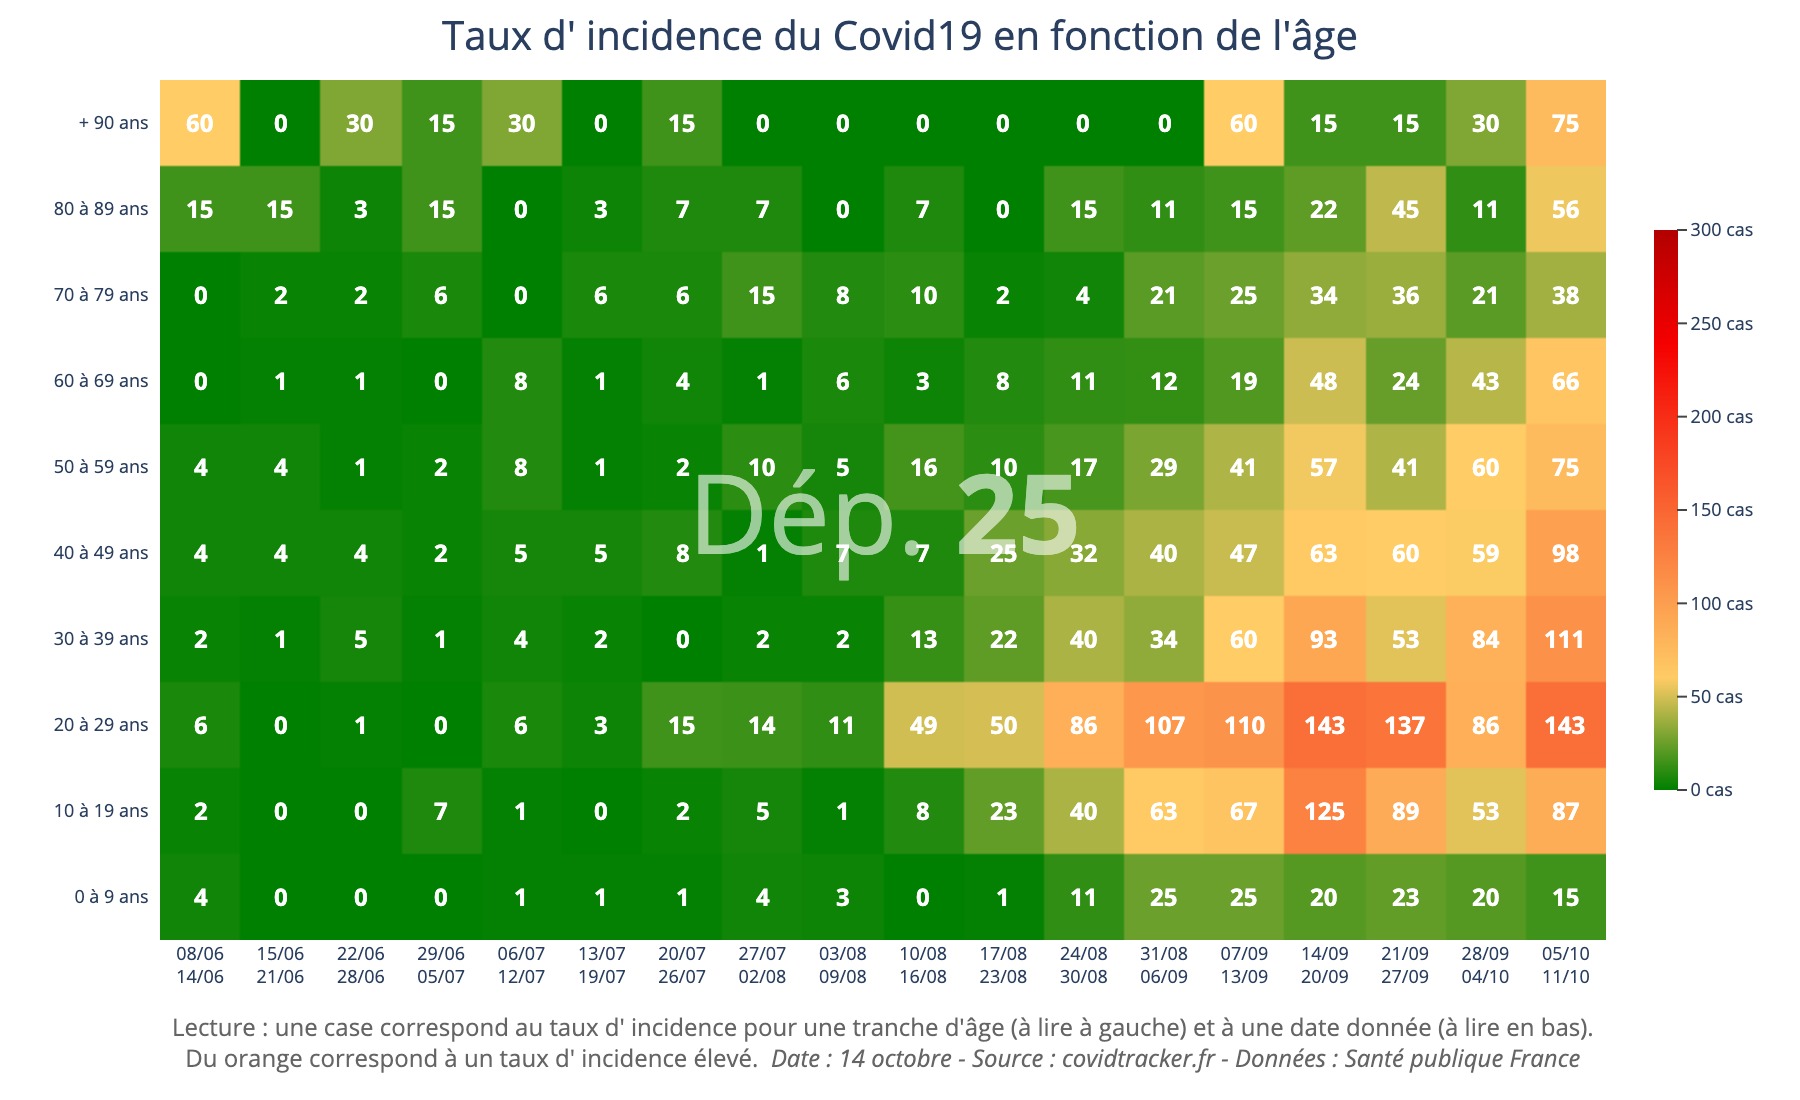 Taux d' incidence du Covid19 en fonction de l'âge
+ 90 ans 60 0 30 15 30 0 15 0 0 0 0 0 0 60 15 15 30 75
80 à 89 ans 15 15 3 15 0 3 7 7 0 7 0 15 11 15 22 45 11 56
300 cas
70 à 79 ans 0 2 2 6 0 6 6 15 8 10 2 4 21 25 34 36 21 38
250 cas
60 à 69 ans 0 1 1 0 8 1 4 1 6 3 8 11 12 19 48 24 43 66
200 cas
50 à 59 ans 4 4 1 2 8 1 2 10 5 16 10 17 29 41 57 41 60 75
Dép. 25
150 cas
40 à 49 ans 4 4 4 2 5 5 8 1 7 7 25 32 40 47 63 60 59 98
100 cas
30 à 39 ans 2 1 5 1 4 2 0 2 2 13 22 40 34 60 93 53 84 111
50 cas
20 à 29 ans 6 0 1 0 6 3 15 14 11 49 50 86 107 110 143 137 86 143
0 cas
10 à 19 ans 2 0 0 7 1 0 2 5 1 8 23 40 63 67 125 89 53 87
0 à 9 ans 4 0 0 0 1 1 1 4 3 0 1 11 25 25 20 23 20 15
08/06 15/06 22/06 29/06 06/07 13/07 20/07 27/07 03/08 10/08 17/08 24/08 31/08 07/09 14/09 21/09 28/09 05/10
14/06 21/06 28/06 05/07 12/07 19/07 26/07 02/08 09/08 16/08 23/08 30/08 06/09 13/09 20/09 27/09 04/10 11/10
Lecture : une case correspond au taux d' incidence pour une tranche d'âge (à lire à gauche) et à une date donnée (à lire en bas).
Du orange correspond à un taux d' incidence élevé. Date : 14 octobre - Source : covidtracker.fr - Données : Santé publique France